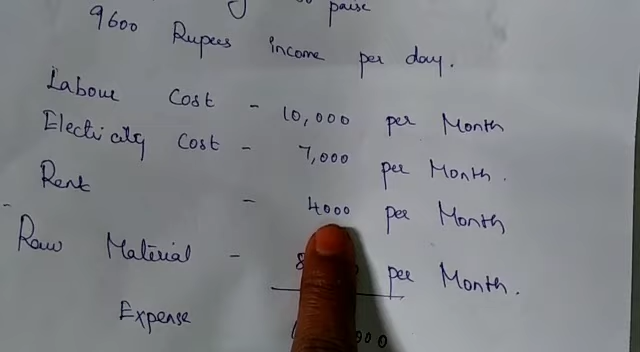 paise
9600 Rupees income per day.
Labour Cost - 10,000 per Month
Electricity Cost - 7,000 per Month.
Rent - 4000 per Month
Raw Material - per Month.
Expense